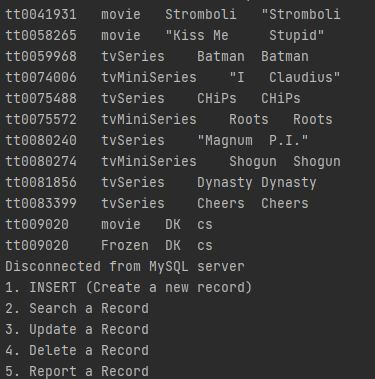 tt0041931   movie   Stromboli   "Stromboli
tt0058265   movie   "Kiss Me     Stupid"
tt0059968   tvSeries    Batman  Batman
tt0074006   tvMiniSeries    "I   Claudius"
tt0075488   tvSeries    CHiPs   CHiPs
tt0075572   tvMiniSeries    Roots   Roots
tt0080240   tvSeries    "Magnum  P.I."
tt0080274   tvMiniSeries    Shogun  Shogun
tt0081856   tvSeries    Dynasty Dynasty
tt0083399   tvSeries    Cheers  Cheers
tt009020    movie   DK  cs
tt009020    Frozen  DK  cs
Disconnected from MySQL server
1. INSERT (Create a new record)
2. Search a Record
3. Update a Record
4. Delete a Record
5. Report a Record